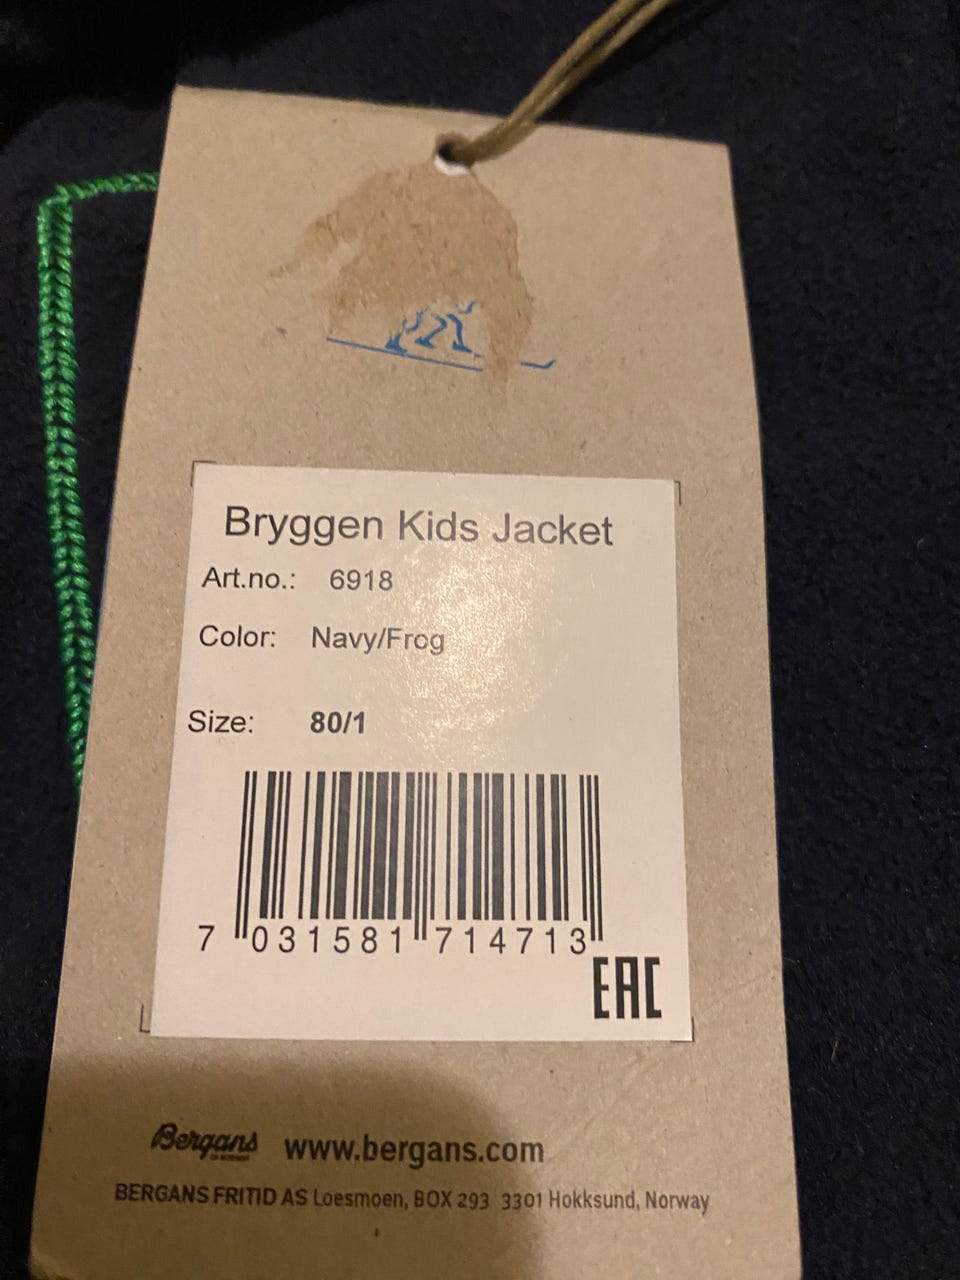 Bryggen Kids Jacket
Art.no.: 6918
Color: Navy/Frog
Size: 80/1
7 031581 714713
EAC
Bergans www.bergans.com
BERGANS FRITID AS Loesmoen, BOX 293 3301 Hokksund, Norway